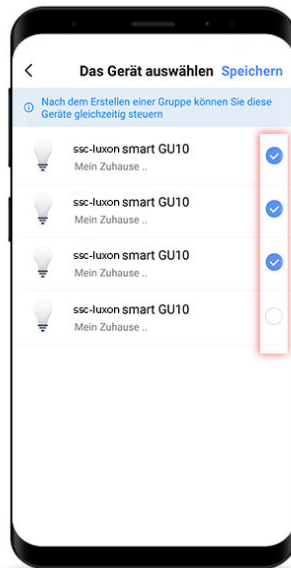 Das Gerät auswählen Speichern
Nach dem Erstellen einer Gruppe können Sie diese
Geräte gleichzeitig steuern
ssc-luxon smart GU10
Mein Zuhause ..
ssc-luxon smart GU10
Mein Zuhause ..
ssc-luxon smart GU10
Mein Zuhause ..
ssc-luxon smart GU10
Mein Zuhause ..